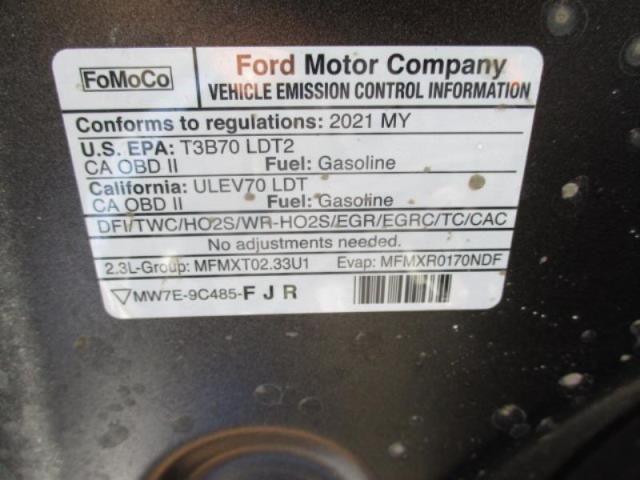 FoMoCo
Ford Motor Company
VEHICLE EMISSION CONTROL INFORMATION
Conforms to regulations: 2021 MY
U.S. EPA: T3B70 LDT2
CA OBD II Fuel: Gasoline
California: ULEV70 LDT
CA OBD II Fuel: Gasoline
DFI/TWC/HO2S/WR-HO2S/EGR/EGRC/TC/CAC
No adjustments needed.
2.3L-Group: MFMXT02.33U1 Evap: MFMXR0170NDF
MW7E-9C485-F J R